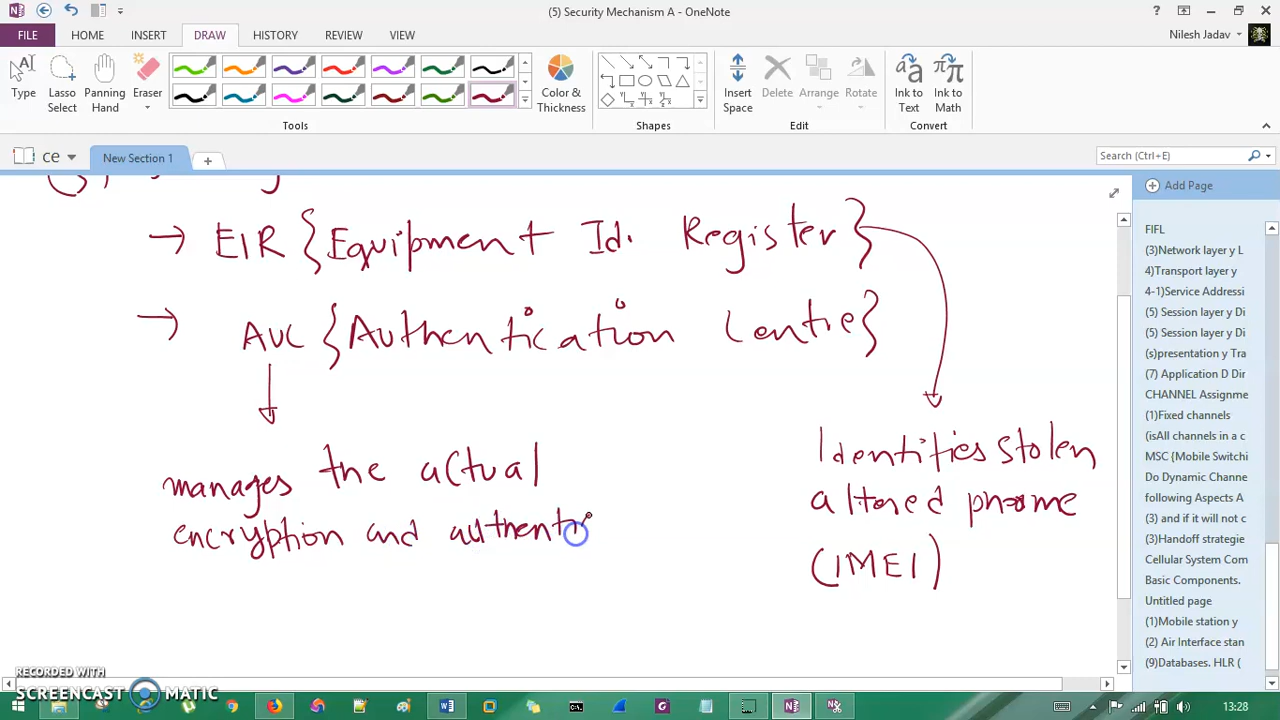 (5) Security Mechanism A - OneNote
FILE
HOME
INSERT
DRAW
HISTORY
REVIEW
VIEW
Nilesh Jadav
Type
Lasso Select
Panning Hand
Eraser
Color & Thickness
Insert Space
Delete
Arrange
Rotate
Ink to Text
Ink to Math
Tools
Shapes
Edit
Convert
ce
New Section 1
Search (Ctrl+E)
Add Page
→ EIR {Equipment Id. Register}
→ AUC {Authentication Centre}
manages the actual
encryption and authenti
Identities stolen
altored phome
(IMEI)
FIFL
(3)Network layer y L
4)Transport layer y
4-1)Service Addressi
(5) Session layer y Di
(5) Session layer y Di
(s)presentation y Tra
(7) Application D Dir
CHANNEL Assignme
(1)Fixed channels
(isAll channels in a c
MSC {Mobile Switchi
Do Dynamic Channe
following Aspects A
(3) and if it will not c
(3)Handoff strategie
Cellular System Com
Basic Components.
Untitled page
(1)Mobile station y
(2) Air Interface stan
(9)Databases. HLR (
RECORDED WITH
SCREENCAST MATIC
13:28